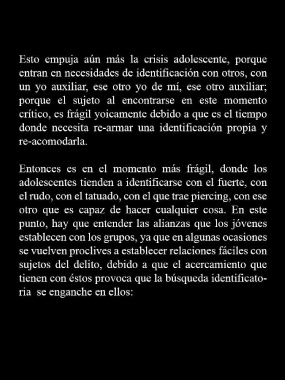 Esto empuja aún más la crisis adolescente, porque
entran en necesidades de identificación con otros, con
un yo auxiliar, ese otro yo de mí, ese otro auxiliar;
porque el sujeto al encontrarse en este momento
crítico, es frágil yoicamente debido a que es el tiempo
donde necesita re-armar una identificación propia y
re-acomodarla.
Entonces es en el momento más frágil, donde los
adolescentes tienden a identificarse con el fuerte, con
el rudo, con el tatuado, con el que trae piercing, con ese
otro que es capaz de hacer cualquier cosa. En este
punto, hay que entender las alianzas que los jóvenes
establecen con los grupos, ya que en algunas ocasiones
se vuelven proclives a establecer relaciones fáciles con
sujetos del delito, debido a que el acercamiento que
tienen con éstos provoca que la búsqueda identificato-
ria se enganche en ellos: